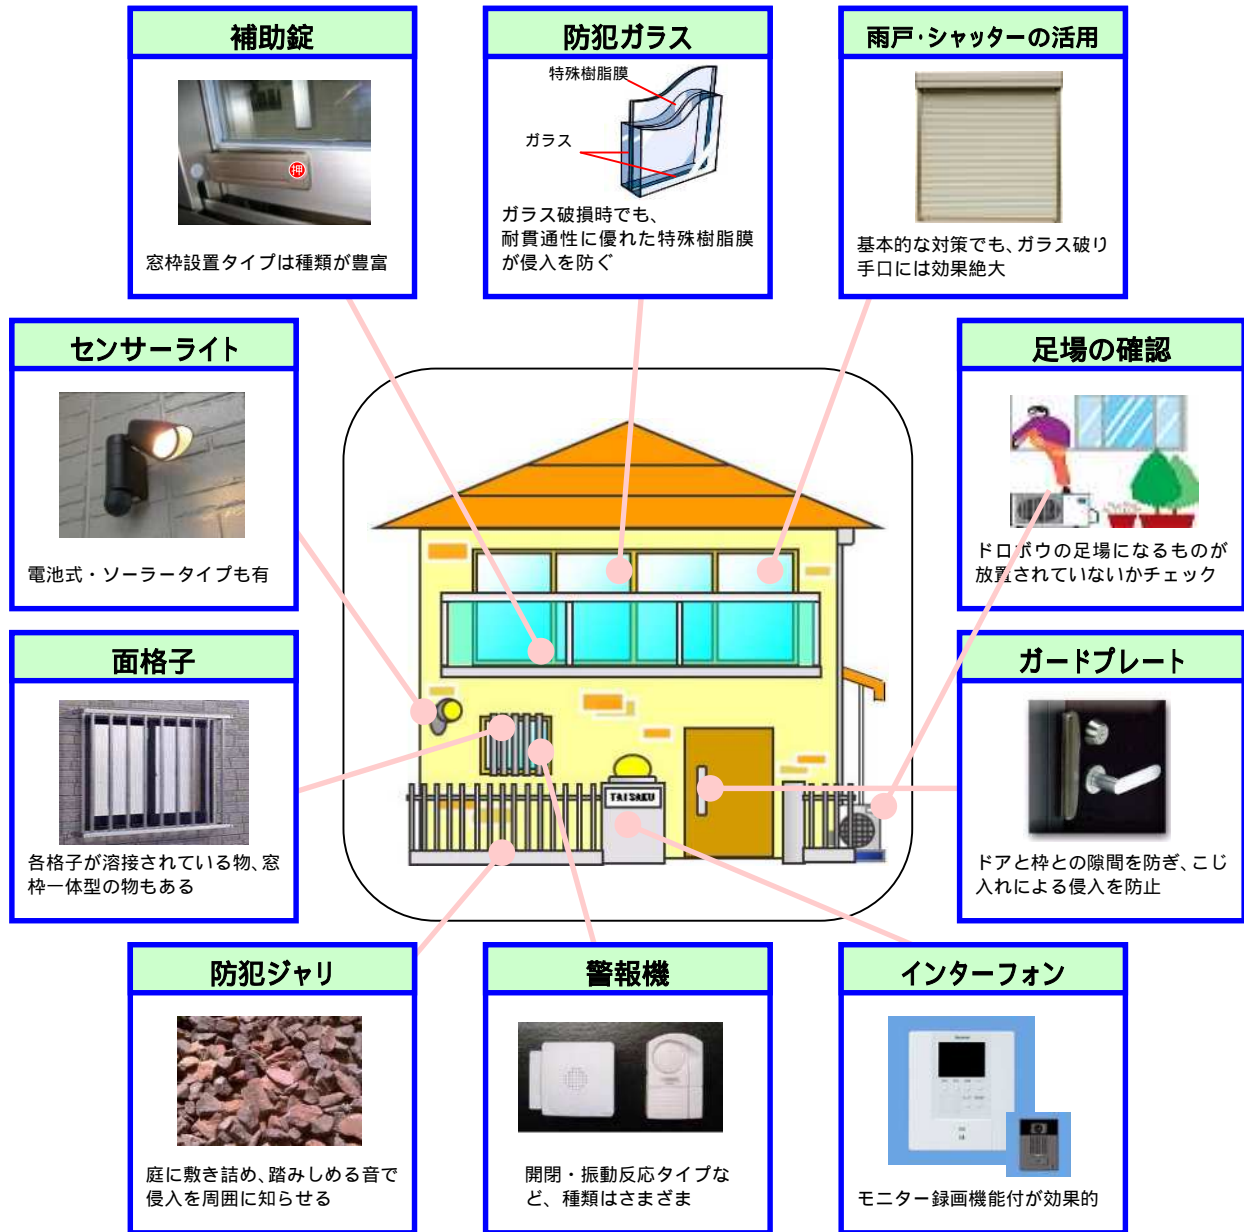 補助錠
押
窓枠設置タイプは種類が豊富
防犯ガラス
特殊樹脂膜
ガラス
ガラス破損時でも、
耐貫通性に優れた特殊樹脂膜
が侵入を防ぐ
雨戸・シャッターの活用
基本的な対策でも、ガラス破り
手口には効果絶大
センサーライト
電池式・ソーラータイプも有
足場の確認
ドロボウの足場になるものが
放置されていないかチェック
面格子
各格子が溶接されている物、窓
枠一体型の物もある
TAISAKU
ガードプレート
ドアと枠との隙間を防ぎ、こじ
入れによる侵入を防止
防犯ジャリ
庭に敷き詰め、踏みしめる音で
侵入を周囲に知らせる
警報機
開閉・振動反応タイプな
ど、種類はさまざま
インターフォン
モニター録画機能付が効果的